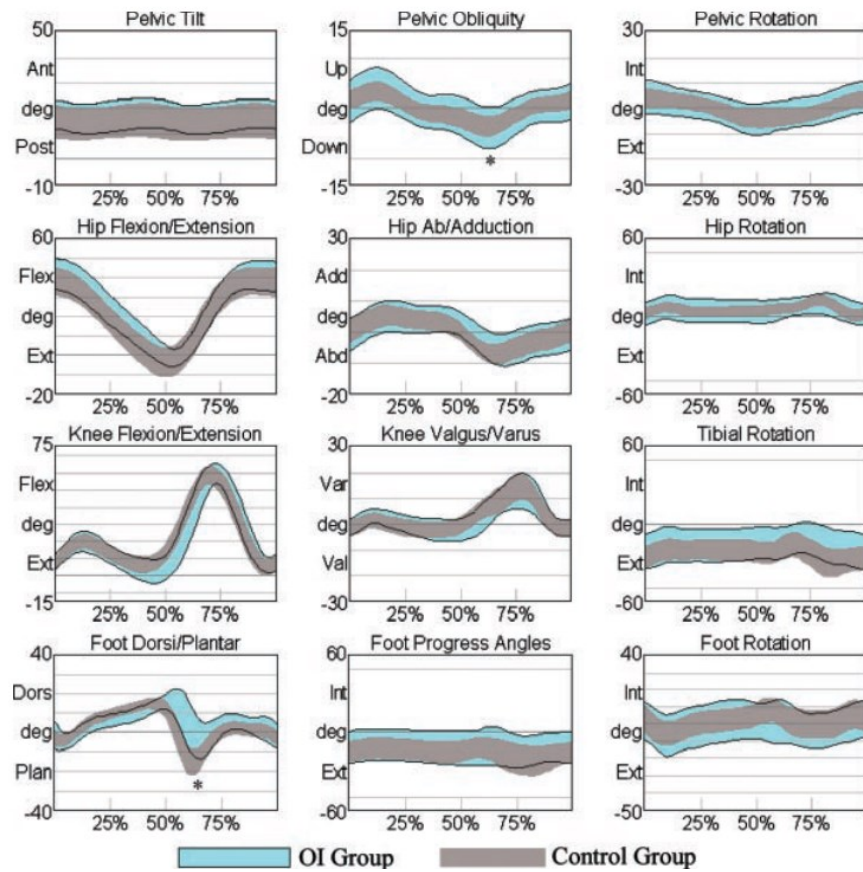 Pelvic Tilt
50
Ant
deg
Post
-10
25% 50% 75%
Pelvic Obliquity
15
Up
deg
Down
-15
*
25% 50% 75%
Pelvic Rotation
30
Int
deg
Ext
-30
25% 50% 75%
Hip Flexion/Extension
60
Flex
deg
Ext
-20
25% 50% 75%
Hip Ab/Adduction
30
Add
deg
Abd
-20
25% 50% 75%
Hip Rotation
60
Int
deg
Ext
-60
25% 50% 75%
Knee Flexion/Extension
75
Flex
deg
Ext
-15
25% 50% 75%
Knee Valgus/Varus
30
Var
deg
Val
-30
25% 50% 75%
Tibial Rotation
60
Int
deg
Ext
-60
25% 50% 75%
Foot Dorsi/Plantar
40
Dors
deg
Plan
-40
*
25% 50% 75%
Foot Progress Angles
60
Int
deg
Ext
-60
25% 50% 75%
Foot Rotation
40
Int
deg
Ext
-50
25% 50% 75%
OI Group
Control Group